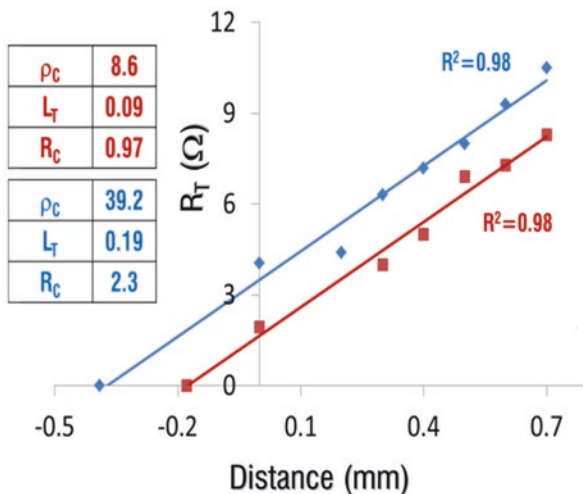 ρC 8.6
LT 0.09
RC 0.97
ρC 39.2
LT 0.19
RC 2.3
RT (Ω)
12
9
6
3
0
R²=0.98
R²=0.98
-0.5 -0.2 0.1 0.4 0.7
Distance (mm)